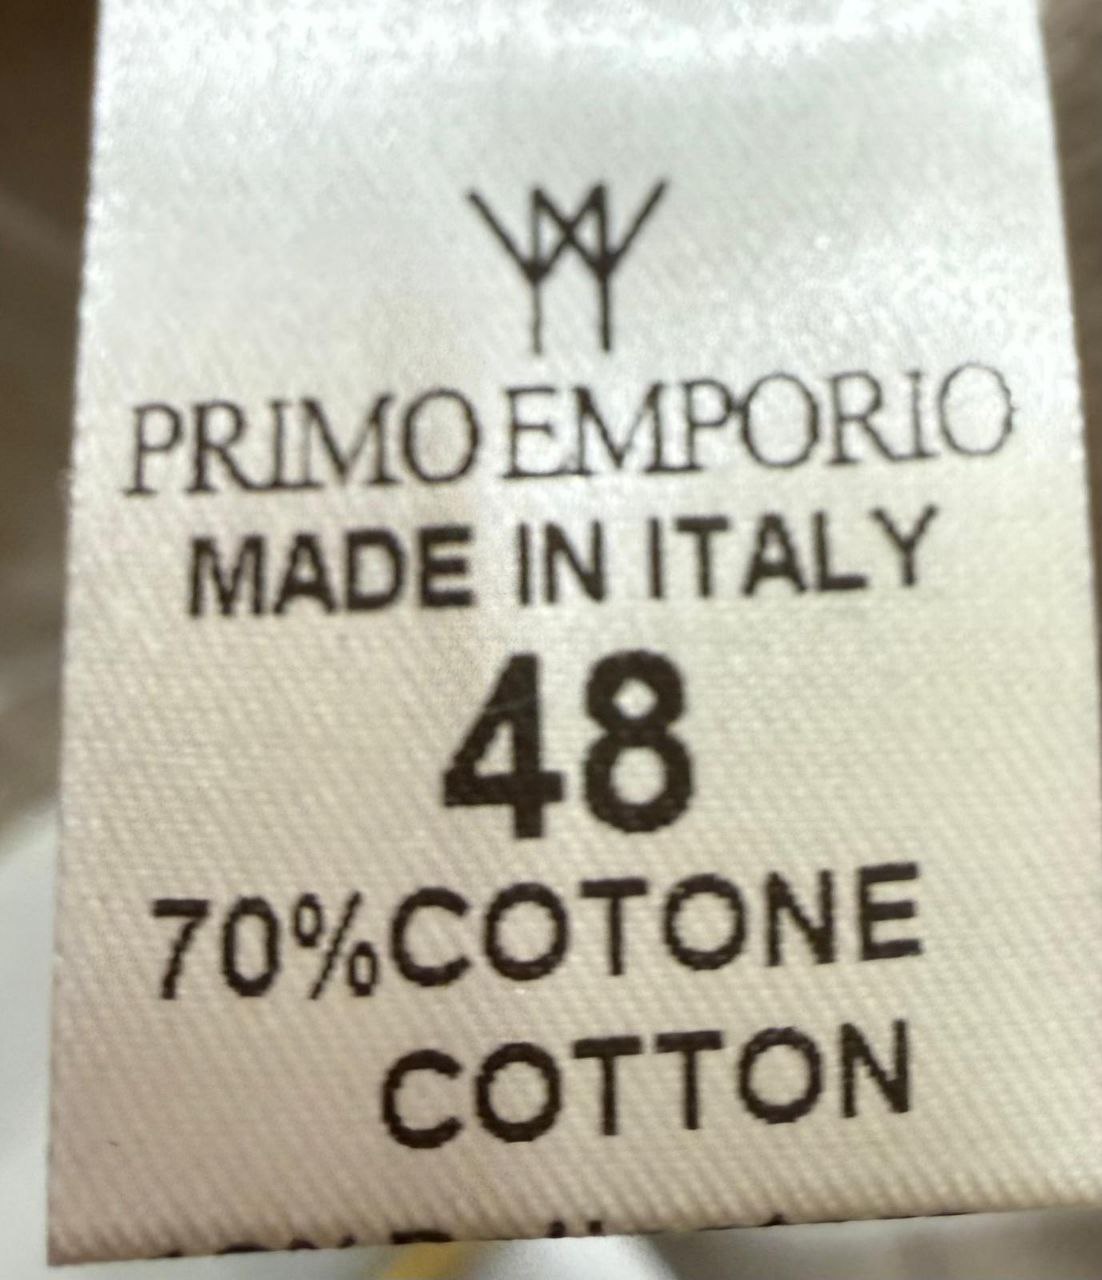 PRIMO EMPORIO
MADE IN ITALY
48
70%COTONE
COTTON